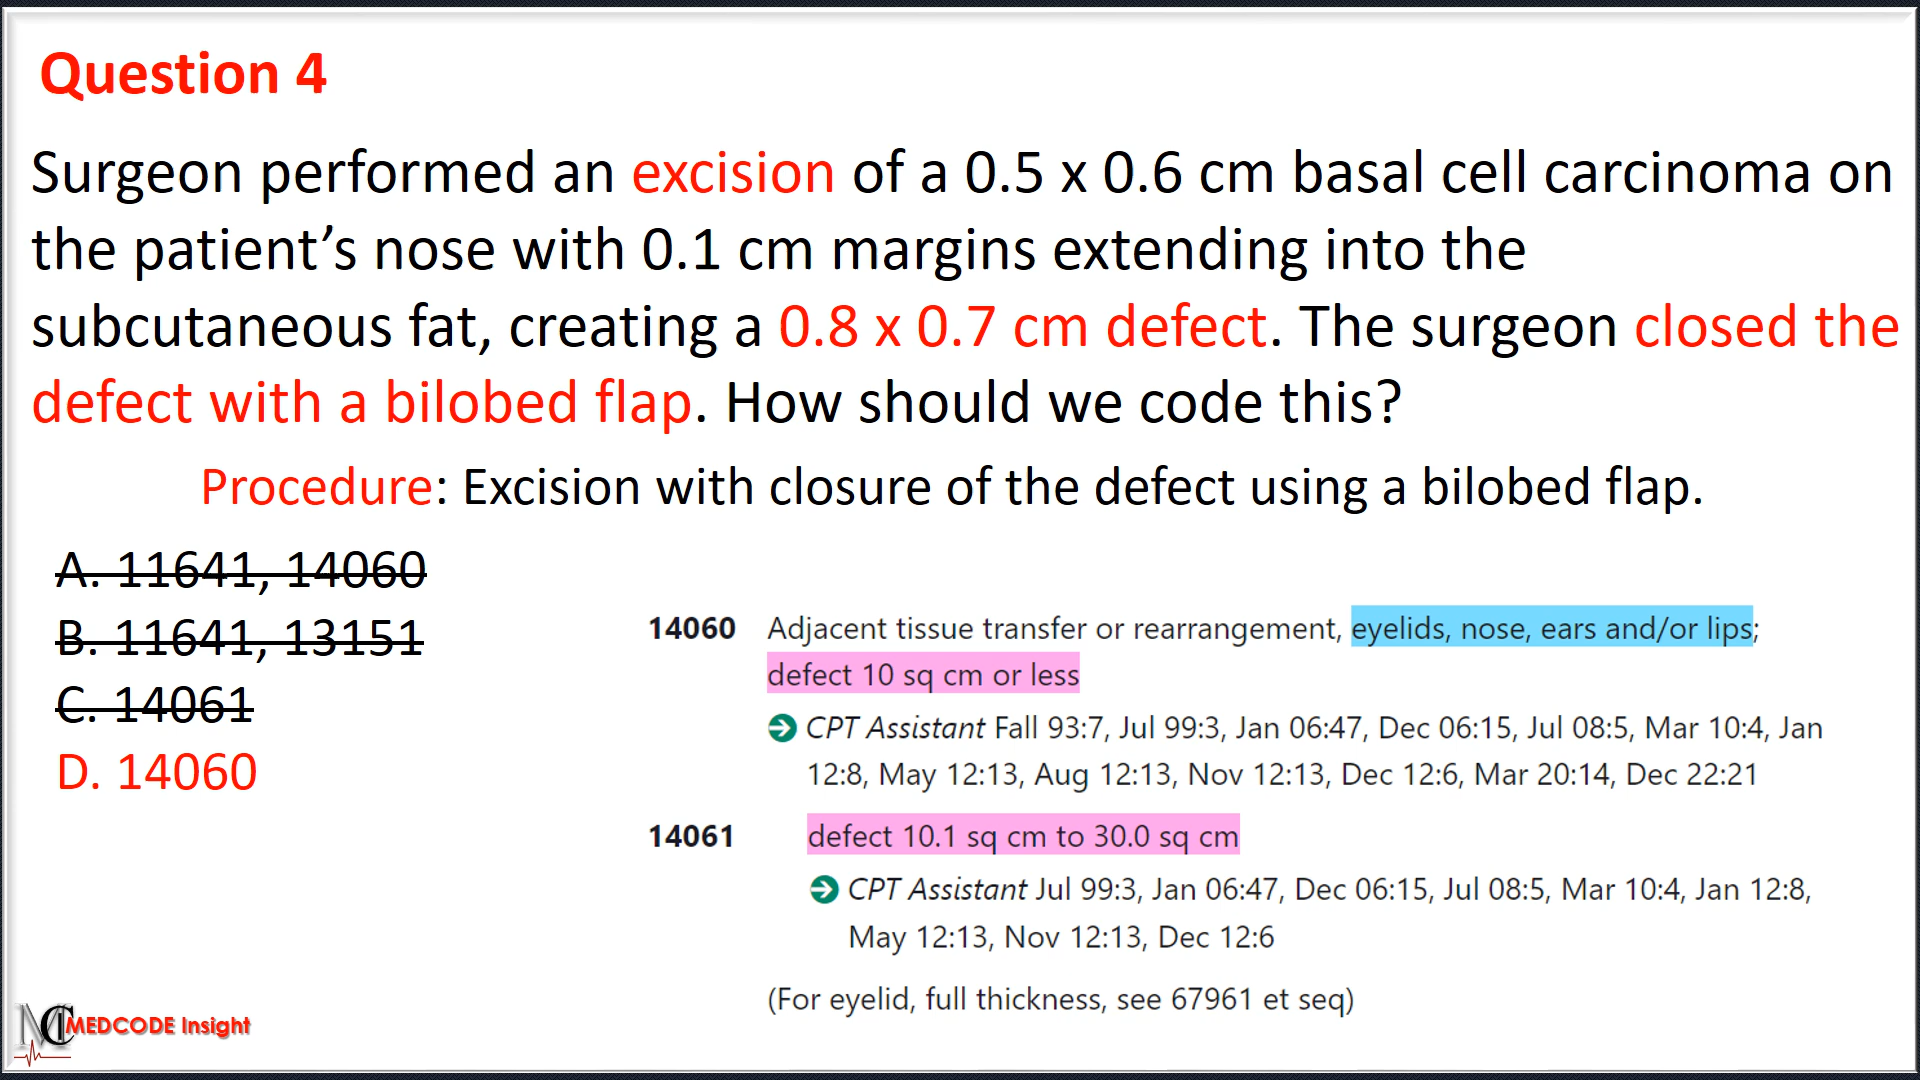 Question 4
Surgeon performed an excision of a 0.5 x 0.6 cm basal cell carcinoma on
the patient’s nose with 0.1 cm margins extending into the
subcutaneous fat, creating a 0.8 x 0.7 cm defect. The surgeon closed the
defect with a bilobed flap. How should we code this?
Procedure: Excision with closure of the defect using a bilobed flap.
A. 11641, 14060
B. 11641, 13151
C. 14061
D. 14060
14060 Adjacent tissue transfer or rearrangement, eyelids, nose, ears and/or lips;
defect 10 sq cm or less
CPT Assistant Fall 93:7, Jul 99:3, Jan 06:47, Dec 06:15, Jul 08:5, Mar 10:4, Jan
12:8, May 12:13, Aug 12:13, Nov 12:13, Dec 12:6, Mar 20:14, Dec 22:21
14061 defect 10.1 sq cm to 30.0 sq cm
CPT Assistant Jul 99:3, Jan 06:47, Dec 06:15, Jul 08:5, Mar 10:4, Jan 12:8,
May 12:13, Nov 12:13, Dec 12:6
(For eyelid, full thickness, see 67961 et seq)
MCI MEDCODE Insight